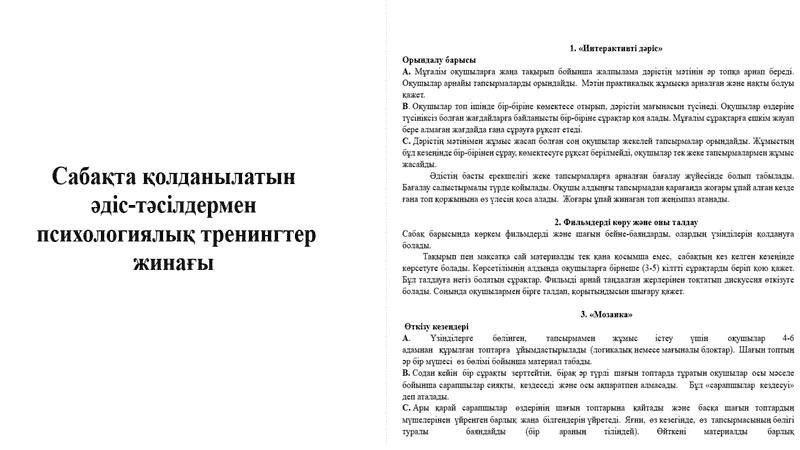 Сабақта қолданылатын
әдіс-тәсілдермен
психологиялық тренингтер
жинағы
1. «Интерактивті дәріс»
Орындалу барысы
А. Мұғалім оқушыларға жаңа тақырып бойынша жалпылама дәрістің мәтінін әр топқа арнап береді.
Оқушылар арнайы тапсырмаларды орындайды. Мәтін практикалық жұмысқа арналған және нақты болуы
қажет.
В. Оқушылар топ ішінде бір-біріне көмектесе отырып, дәрістің мағынасын түсінеді. Оқушылар өздеріне
түсініксіз болған жағдайларға байланысты бір-біріне сұрақтар қоя алады. Мұғалім сұрақтарға ешкім жауап
бере алмаған жағдайда ғана сұрауға рұқсат етеді.
С. Дәрістің мәтінімен жұмыс жасап болған соң оқушылар жекелей тапсырмалар орындайды. Жұмыстың
бұл кезеңінде бір-бірінен сұрау, көмектесуге рұқсат берілмейді, оқушылар тек жеке тапсырмалармен жұмыс
жасайды.
Әдістің басты ерекшелігі жеке тапсырмаларға арналған бағалау жүйесінде болып табылады.
Бағалау салыстырмалы түрде қойылады. Оқушы алдыңғы тапсырмадан қарағанда жоғары ұпай алған кезде
ғана топ қоржынына өз үлесін қоса алады. Жоғары ұпай жинаған топ жеңімпаз атанады.
2. Фильмдерді көру және оны талдау
Сабақ барысында көркем фильмдерді және шағын бейне-баяндарды, олардың үзінділерін қолдануға
болады.
Тақырып пен мақсатқа сай материалды тек қана қосымша емес, сабақтың кез келген кезеңінде
көрсетуге болады. Көрсетілімнің алдында оқушыларға бірнеше (3-5) кілтті сұрақтарды беріп қою қажет.
Бұл талдауға негіз болатын сұрақтар. Фильмді арнай таңдалған жерлерінен тоқтатып дискуссия өткізуге
болады. Соңында оқушылармен бірге талдап, қорытындысын шығару қажет.
3. «Мозаика»
Өткізу кезеңдері
А. Үзінділерге бөлінген, тапсырмамен жұмыс істеу үшін оқушылар 4-6
адамнан құрылған топтарға ұйымдастырылады (логикалық немесе мағыналы блоктар). Шағын топтың
әр бір мүшесі өз бөлімі бойынша материал табады.
В. Содан кейін бір сұрақты зерттейтін, бірақ әр түрлі шағын топтарда тұратын оқушылар осы мәселе
бойынша сарапшылар сияқты, кездеседі және осы ақпаратпен алмасады. Бұл «сарапшылар кездесуі»
деп аталады.
С. Ары қарай сарапшылар өздерінің шағын топтарына қайтады және басқа шағын топтардың
мүшелерінен үйренген барлық жаңа білгендерін үйретеді. Яғни, өз кезегінде, өз тапсырмасының бөлігі
туралы баяндайды (бір араның тіліндей). Өйткені материалды барлық